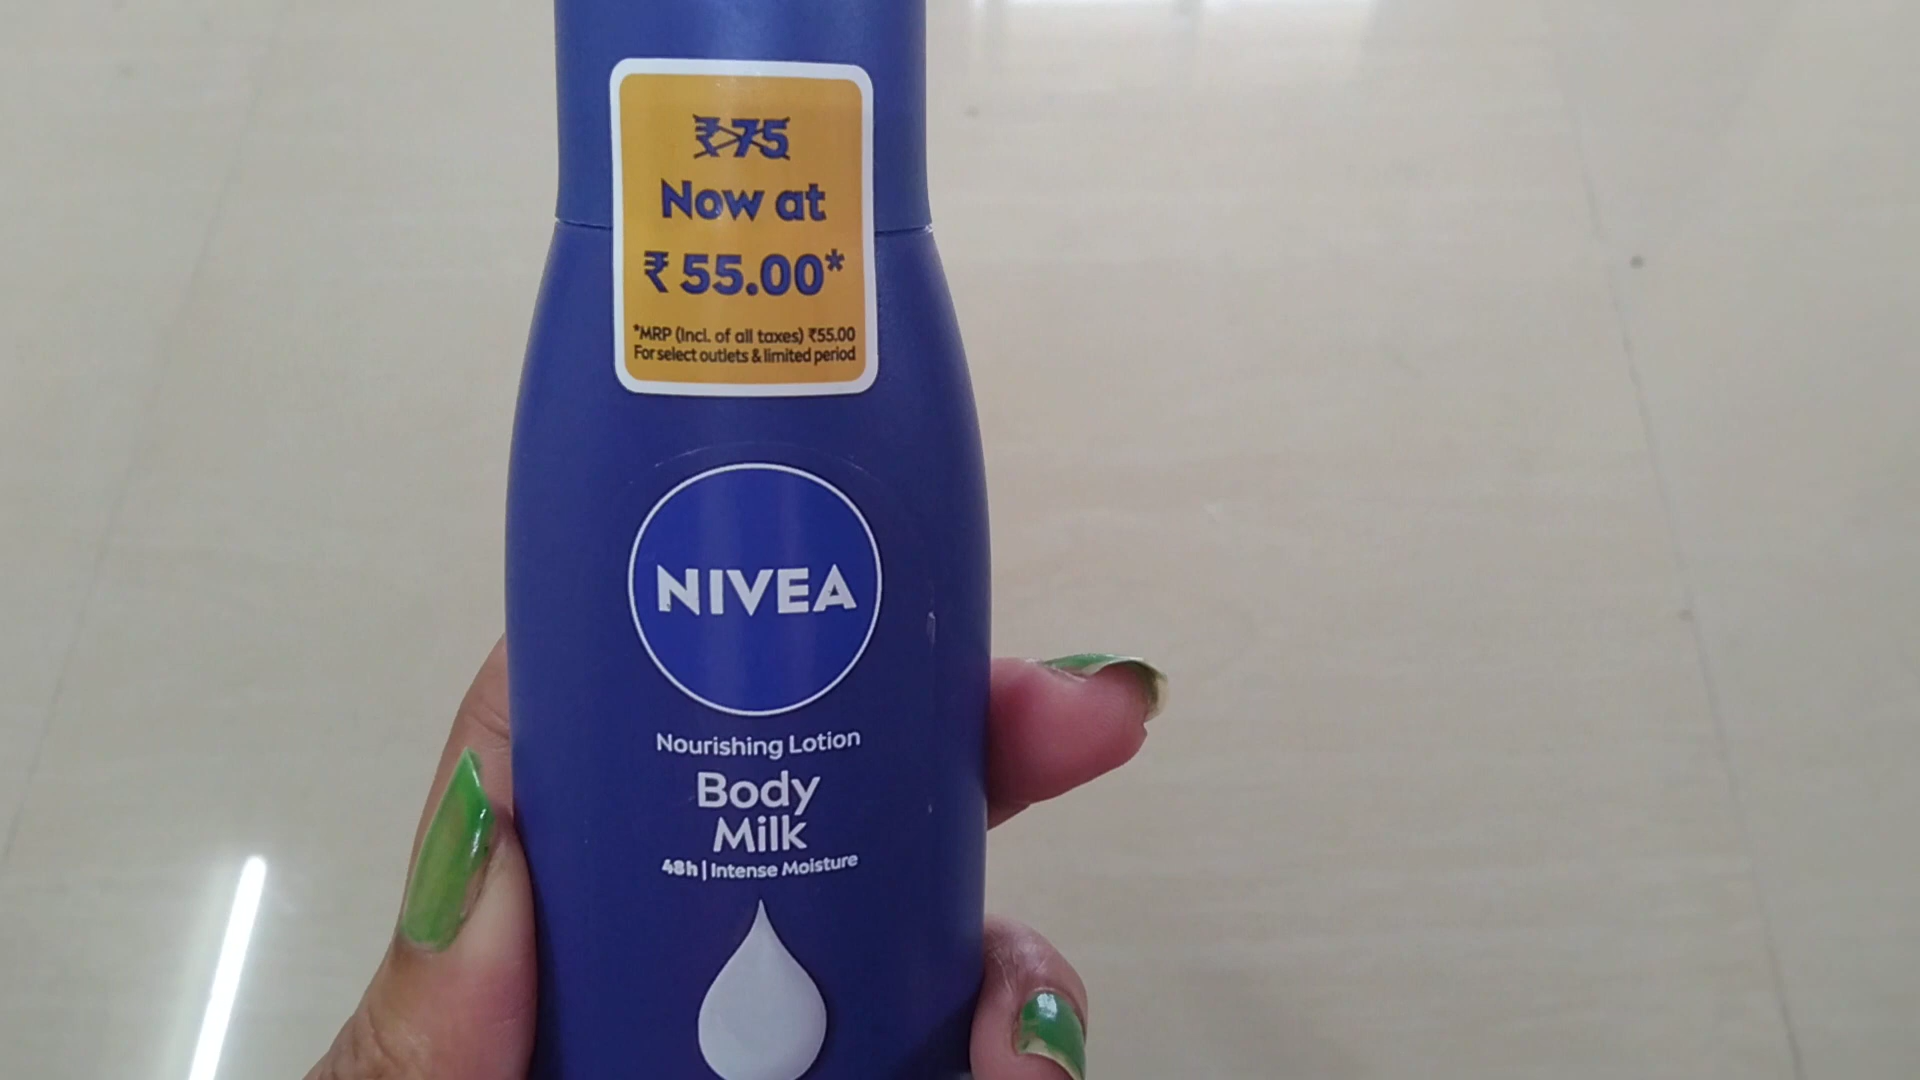 ₹75
Now at
₹ 55.00*
*MRP (Incl. of all taxes) ₹55.00
For select outlets & limited period
NIVEA
Nourishing Lotion
Body
Milk
48h | Intense Moisture